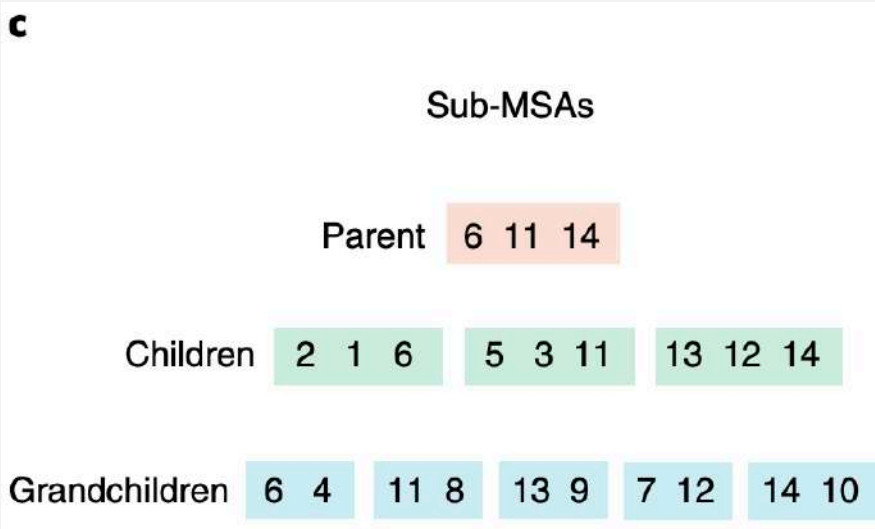 c
Sub-MSAs
Parent 6 11 14
Children 2 1 6 5 3 11 13 12 14
Grandchildren 6 4 11 8 13 9 7 12 14 10